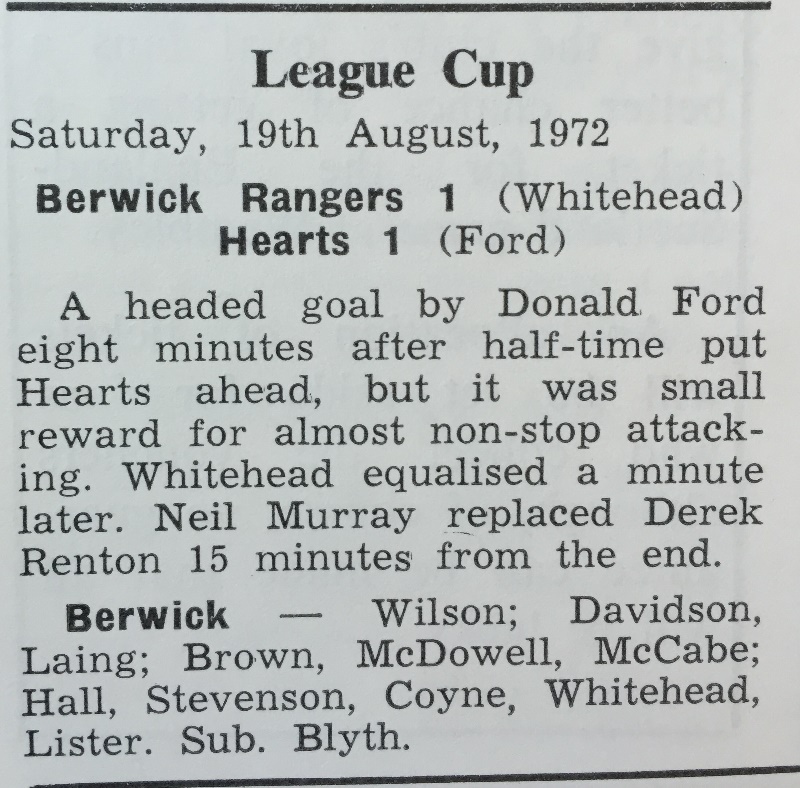 League Cup
Saturday, 19th August, 1972
Berwick Rangers 1 (Whitehead)
Hearts 1 (Ford)
A headed goal by Donald Ford
eight minutes after half-time put
Hearts ahead, but it was small
reward for almost non-stop attack-
ing. Whitehead equalised a minute
later. Neil Murray replaced Derek
Renton 15 minutes from the end.
Berwick — Wilson; Davidson,
Laing; Brown, McDowell, McCabe;
Hall, Stevenson, Coyne, Whitehead,
Lister. Sub. Blyth.